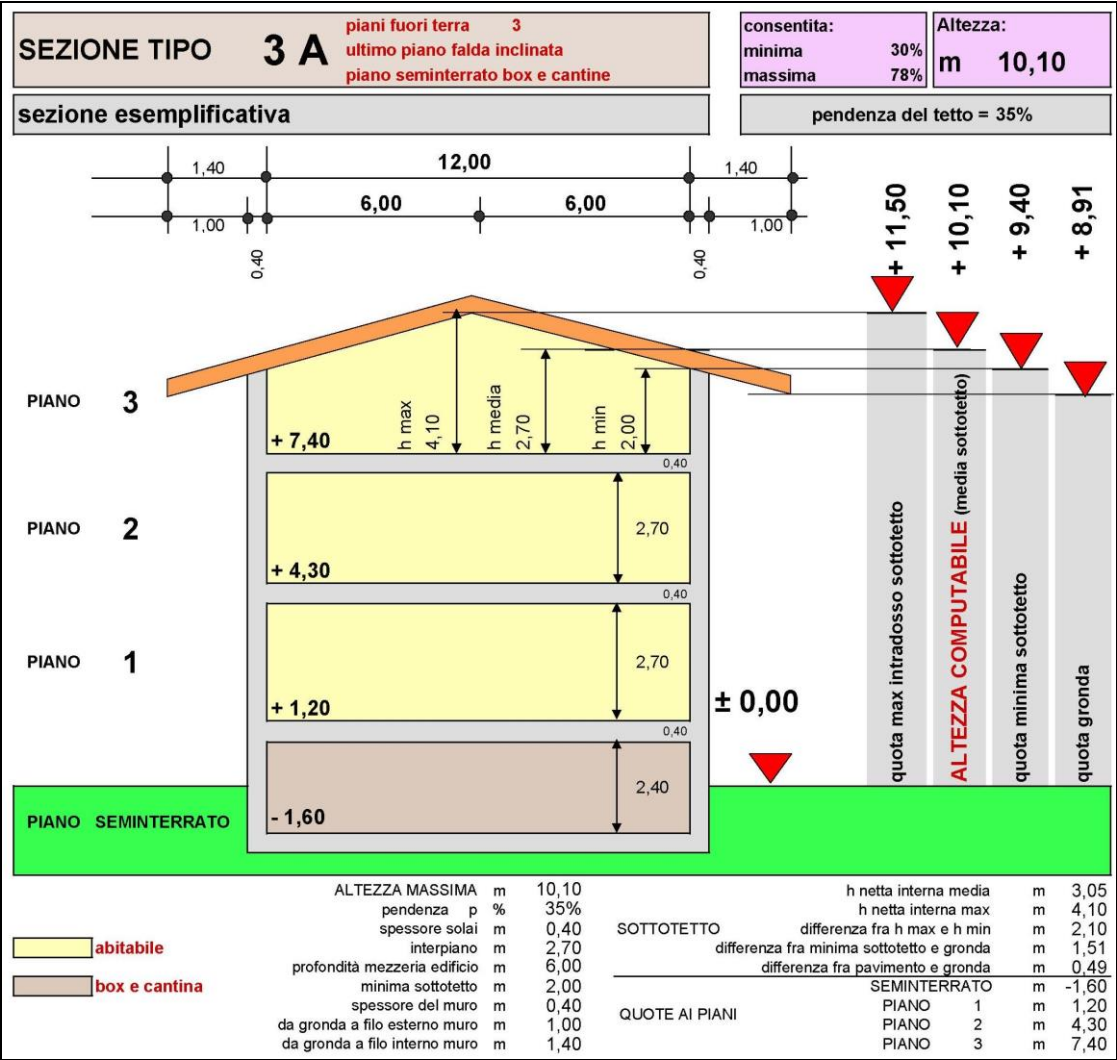 SEZIONE TIPO 3 A
piani fuori terra 3
ultimo piano falda inclinata
piano seminterrato box e cantine
consentita:
minima 30%
massima 78%
Altezza:
m 10,10
sezione esemplificativa
pendenza del tetto = 35%
1,40 12,00 1,40
6,00 6,00
1,00 1,00
0,40 0,40
+ 11,50
+ 10,10
+ 9,40
+ 8,91
PIANO 3
+ 7,40
h max
4,10
h media
2,70
h min
2,00
0,40
PIANO 2
2,70
+ 4,30
0,40
PIANO 1
2,70
+ 1,20
0,40
± 0,00
quota max intradosso sottotetto
ALTEZZA COMPUTABILE (media sottotetto)
quota minima sottotetto
quota gronda
2,40
PIANO SEMINTERRATO
- 1,60
abitabile
box e cantina
ALTEZZA MASSIMA m 10,10
pendenza p % 35%
spessore solai m 0,40
interpiano m 2,70
profondità mezzeria edificio m 6,00
minima sottotetto m 2,00
spessore del muro m 0,40
da gronda a filo esterno muro m 1,00
da gronda a filo interno muro m 1,40
SOTTOTETTO
h netta interna media m 3,05
h netta interna max m 4,10
differenza fra h max e h min m 2,10
differenza fra minima sottotetto e gronda m 1,51
differenza fra pavimento e gronda m 0,49
QUOTE AI PIANI
SEMINTERRATO m -1,60
PIANO 1 m 1,20
PIANO 2 m 4,30
PIANO 3 m 7,40